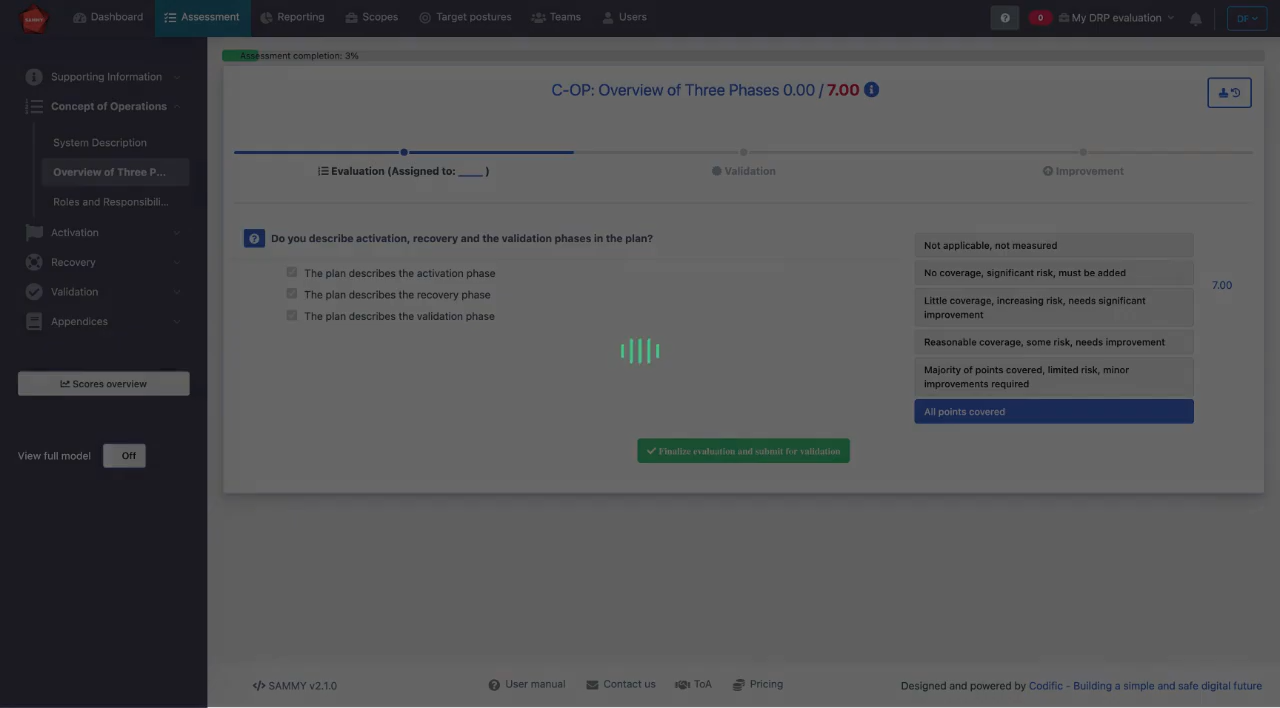 SAMMY
Dashboard
Assessment
Reporting
Scopes
Target postures
Teams
Users
?
0
My DRP evaluation
DF
Assessment completion: 3%
Supporting Information
Concept of Operations
System Description
Overview of Three P...
Roles and Responsibili...
Activation
Recovery
Validation
Appendices
Scores overview
View full model
Off
C-OP: Overview of Three Phases 0.00 / 7.00
Evaluation (Assigned to: ____ )
Validation
Improvement
Do you describe activation, recovery and the validation phases in the plan?
The plan describes the activation phase
The plan describes the recovery phase
The plan describes the validation phase
Not applicable, not measured
No coverage, significant risk, must be added
Little coverage, increasing risk, needs significant
improvement
Reasonable coverage, some risk, needs improvement
Majority of points covered, limited risk, minor
improvements required
All points covered
7.00
Finalize evaluation and submit for validation
SAMMY v2.1.0
User manual
Contact us
ToA
Pricing
Designed and powered by Codific - Building a simple and safe digital future